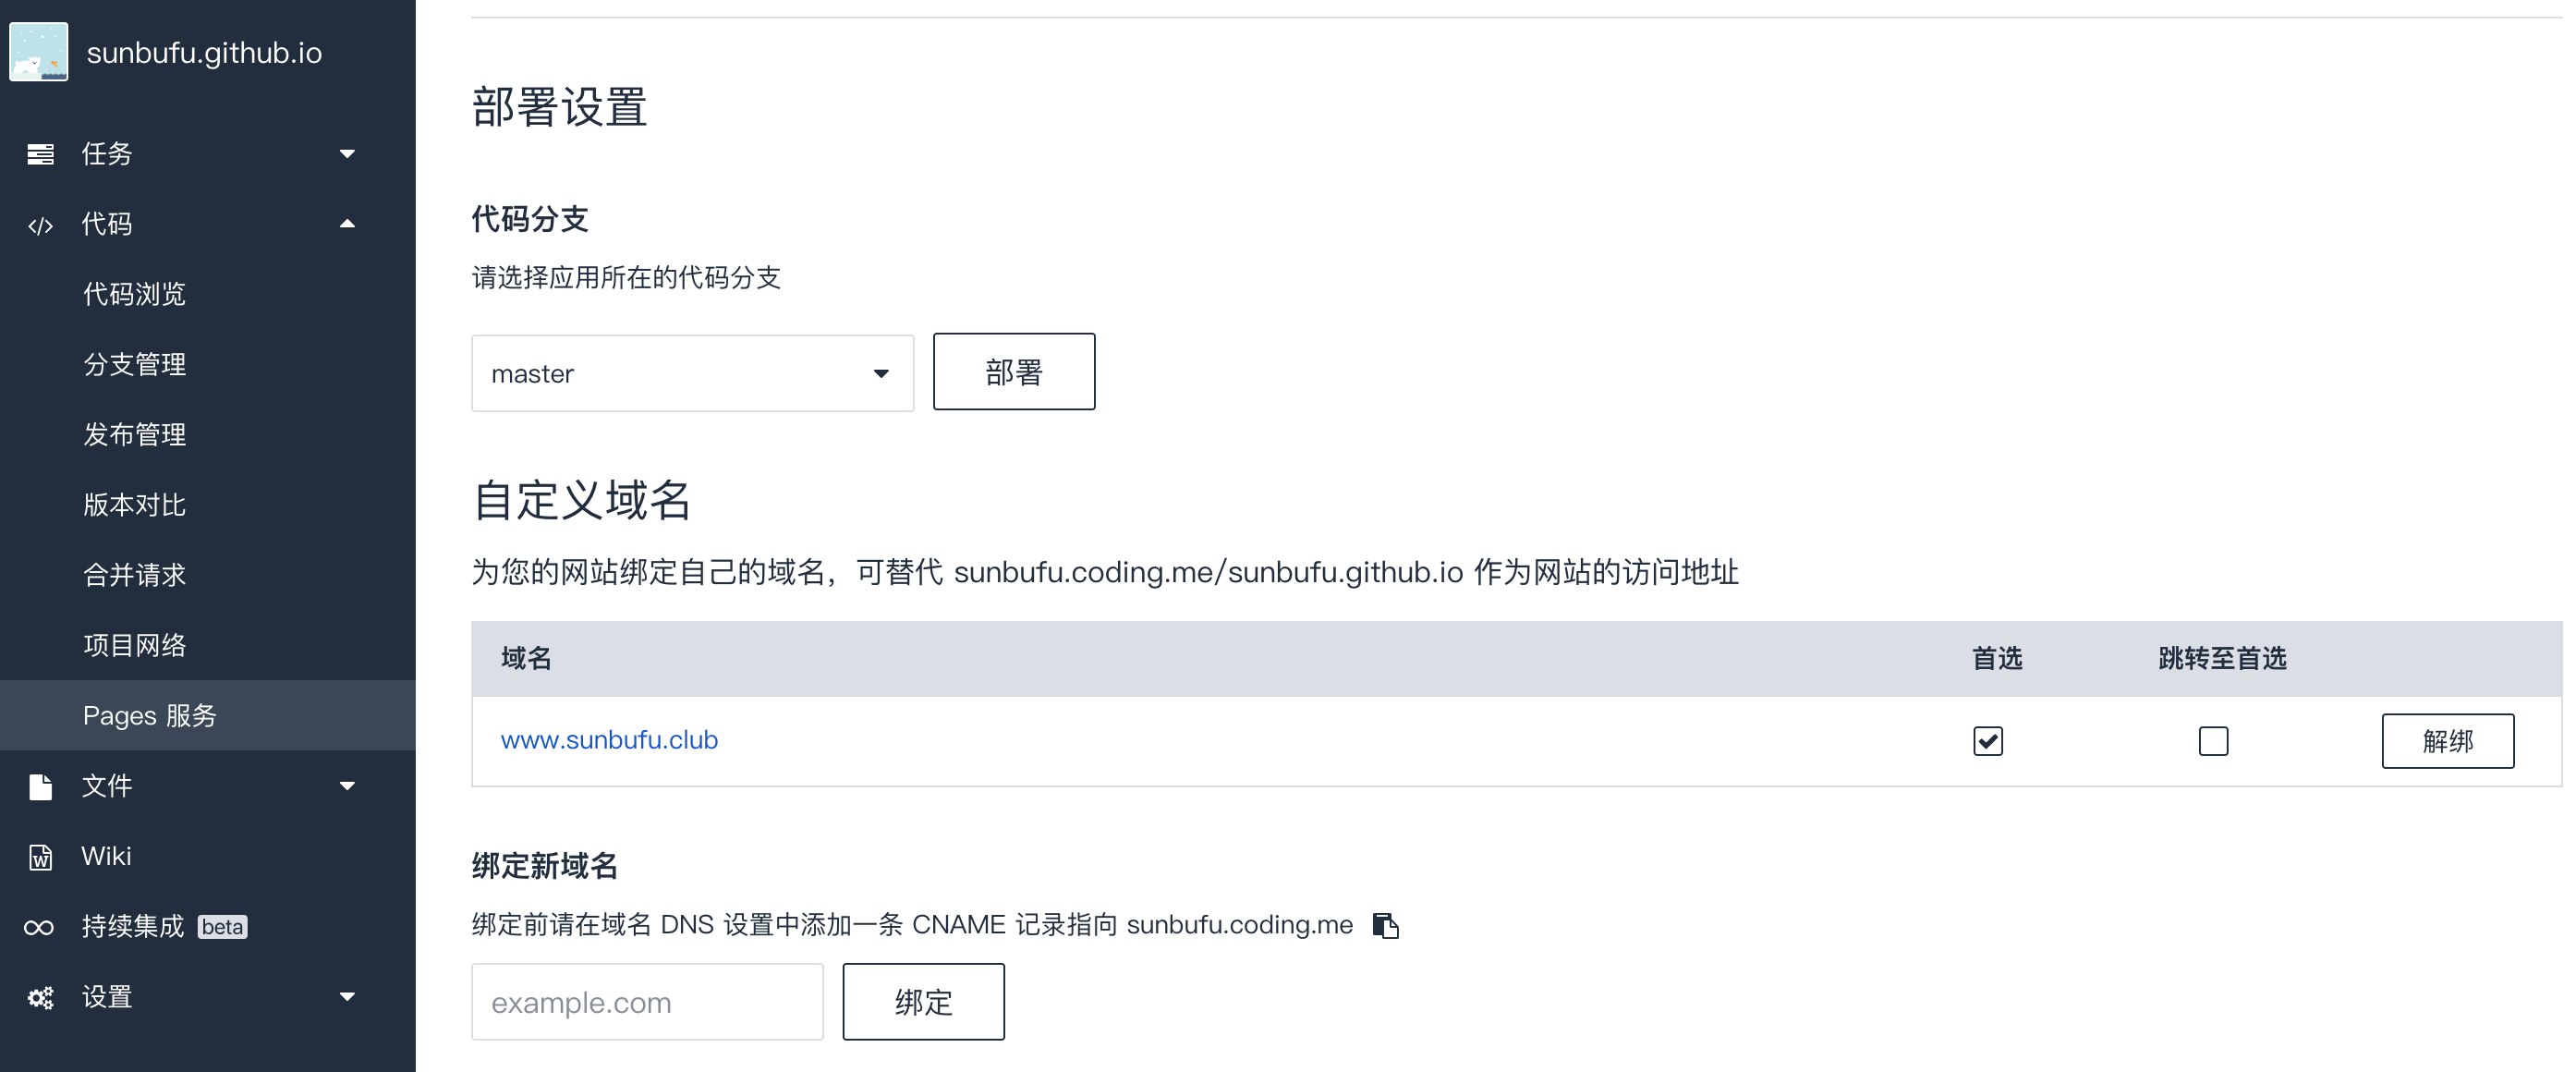 sunbufu.github.io
任务
代码
代码浏览
分支管理
发布管理
版本对比
合并请求
项目网络
Pages 服务
文件
Wiki
持续集成 beta
设置
部署设置
代码分支
请选择应用所在的代码分支
master 部署
自定义域名
为您的网站绑定自己的域名，可替代 sunbufu.coding.me/sunbufu.github.io 作为网站的访问地址
域名 首选 跳转至首选
www.sunbufu.club 解绑
绑定新域名
绑定前请在域名 DNS 设置中添加一条 CNAME 记录指向 sunbufu.coding.me
example.com 绑定